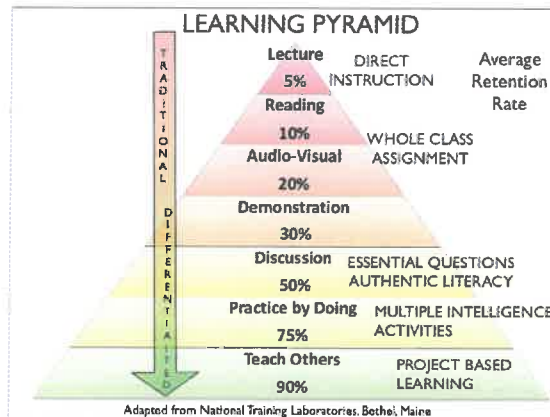 LEARNING PYRAMID
Lecture
5%
DIRECT
INSTRUCTION
Average
Retention
Rate
Reading
10%
WHOLE CLASS
ASSIGNMENT
Audio-Visual
20%
Demonstration
30%
Discussion
50%
ESSENTIAL QUESTIONS
AUTHENTIC LITERACY
Practice by Doing
75%
MULTIPLE INTELLIGENCE
ACTIVITIES
Teach Others
90%
PROJECT BASED
LEARNING
TRADITIONAL
DIFFERENTIATED
Adapted from National Training Laboratories. Bethel, Maine